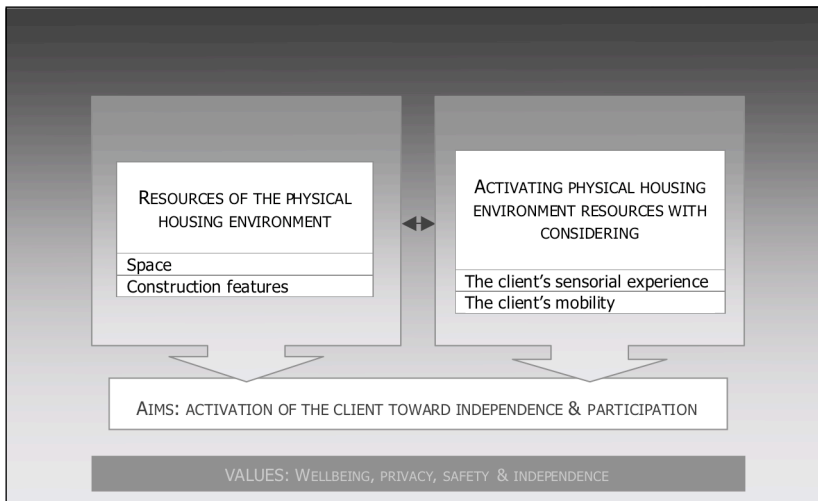 RESOURCES OF THE PHYSICAL
HOUSING ENVIRONMENT
Space
Construction features
ACTIVATING PHYSICAL HOUSING
ENVIRONMENT RESOURCES WITH
CONSIDERING
The client's sensorial experience
The client's mobility
AIMS: ACTIVATION OF THE CLIENT TOWARD INDEPENDENCE & PARTICIPATION
VALUES: WELLBEING, PRIVACY, SAFETY & INDEPENDENCE